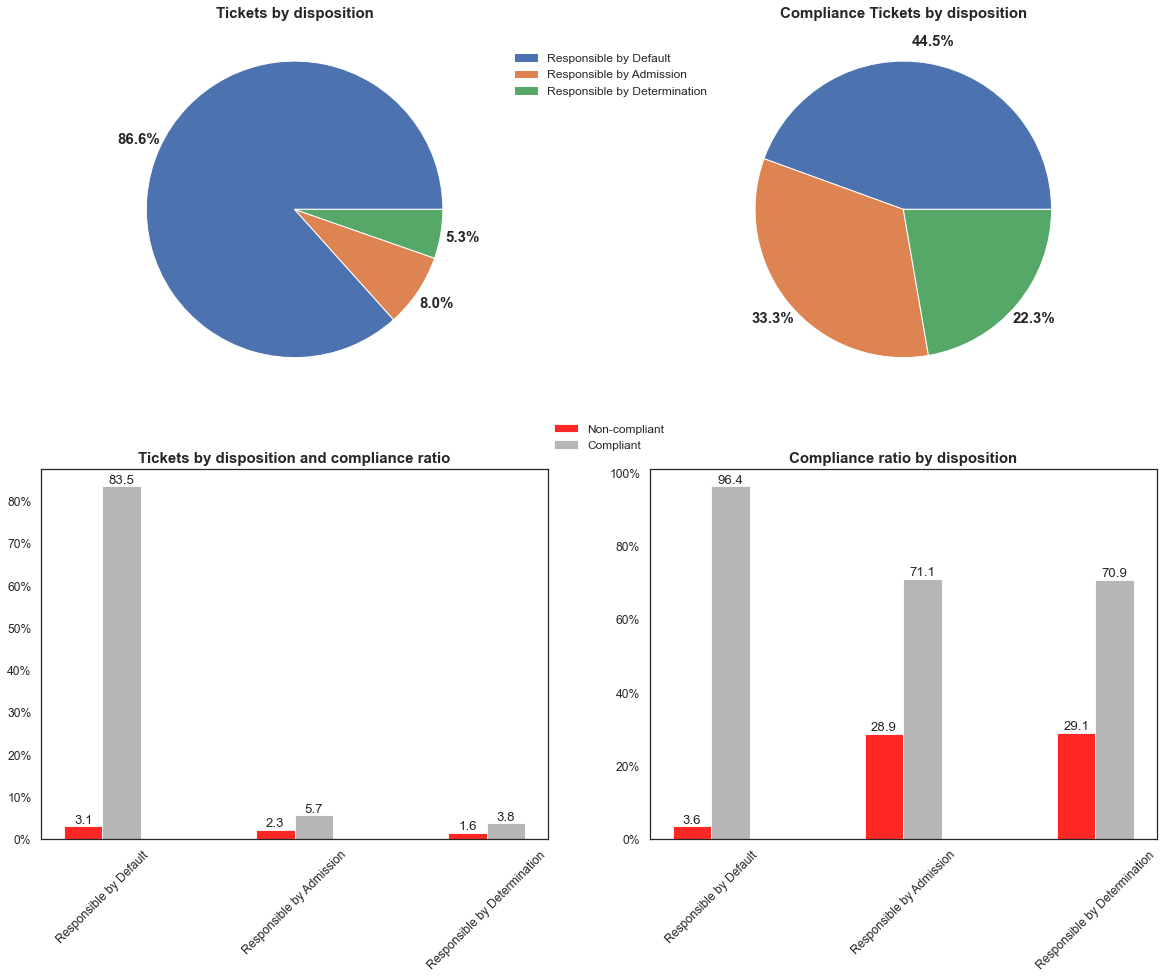 Tickets by disposition
Compliance Tickets by disposition
44.5%
Responsible by Default
Responsible by Admission
Responsible by Determination
86.6%
5.3%
8.0%
33.3%
22.3%
Non-compliant
Compliant
Tickets by disposition and compliance ratio
80%
70%
60%
50%
40%
30%
20%
10%
0%
83.5
3.1
2.3
5.7
1.6
3.8
Responsible by Default
Responsible by Admission
Responsible by Determination
Compliance ratio by disposition
100%
80%
60%
40%
20%
0%
96.4
3.6
28.9
71.1
29.1
70.9
Responsible by Default
Responsible by Admission
Responsible by Determination